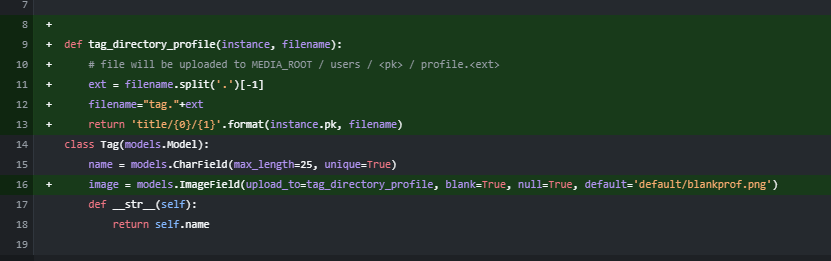 7
8 +
9 + def tag_directory_profile(instance, filename):
10 + # file will be uploaded to MEDIA_ROOT / users / <pk> / profile.<ext>
11 + ext = filename.split('.')[-1]
12 + filename="tag."+ext
13 + return 'title/{0}/{1}'.format(instance.pk, filename)
14 class Tag(models.Model):
15 name = models.CharField(max_length=25, unique=True)
16 + image = models.ImageField(upload_to=tag_directory_profile, blank=True, null=True, default='default/blankprof.png')
17 def __str__(self):
18 return self.name
19